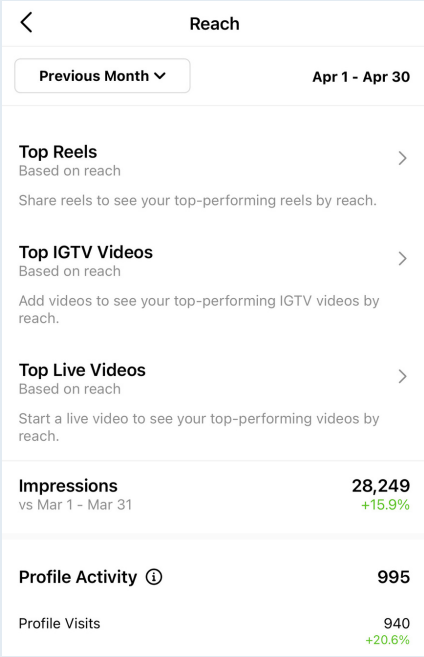 Reach
Previous Month
Apr 1 - Apr 30
Top Reels
Based on reach
Share reels to see your top-performing reels by reach.
Top IGTV Videos
Based on reach
Add videos to see your top-performing IGTV videos by
reach.
Top Live Videos
Based on reach
Start a live video to see your top-performing videos by
reach.
Impressions
28,249
vs Mar 1 - Mar 31
+15.9%
Profile Activity
995
Profile Visits
940
+20.6%